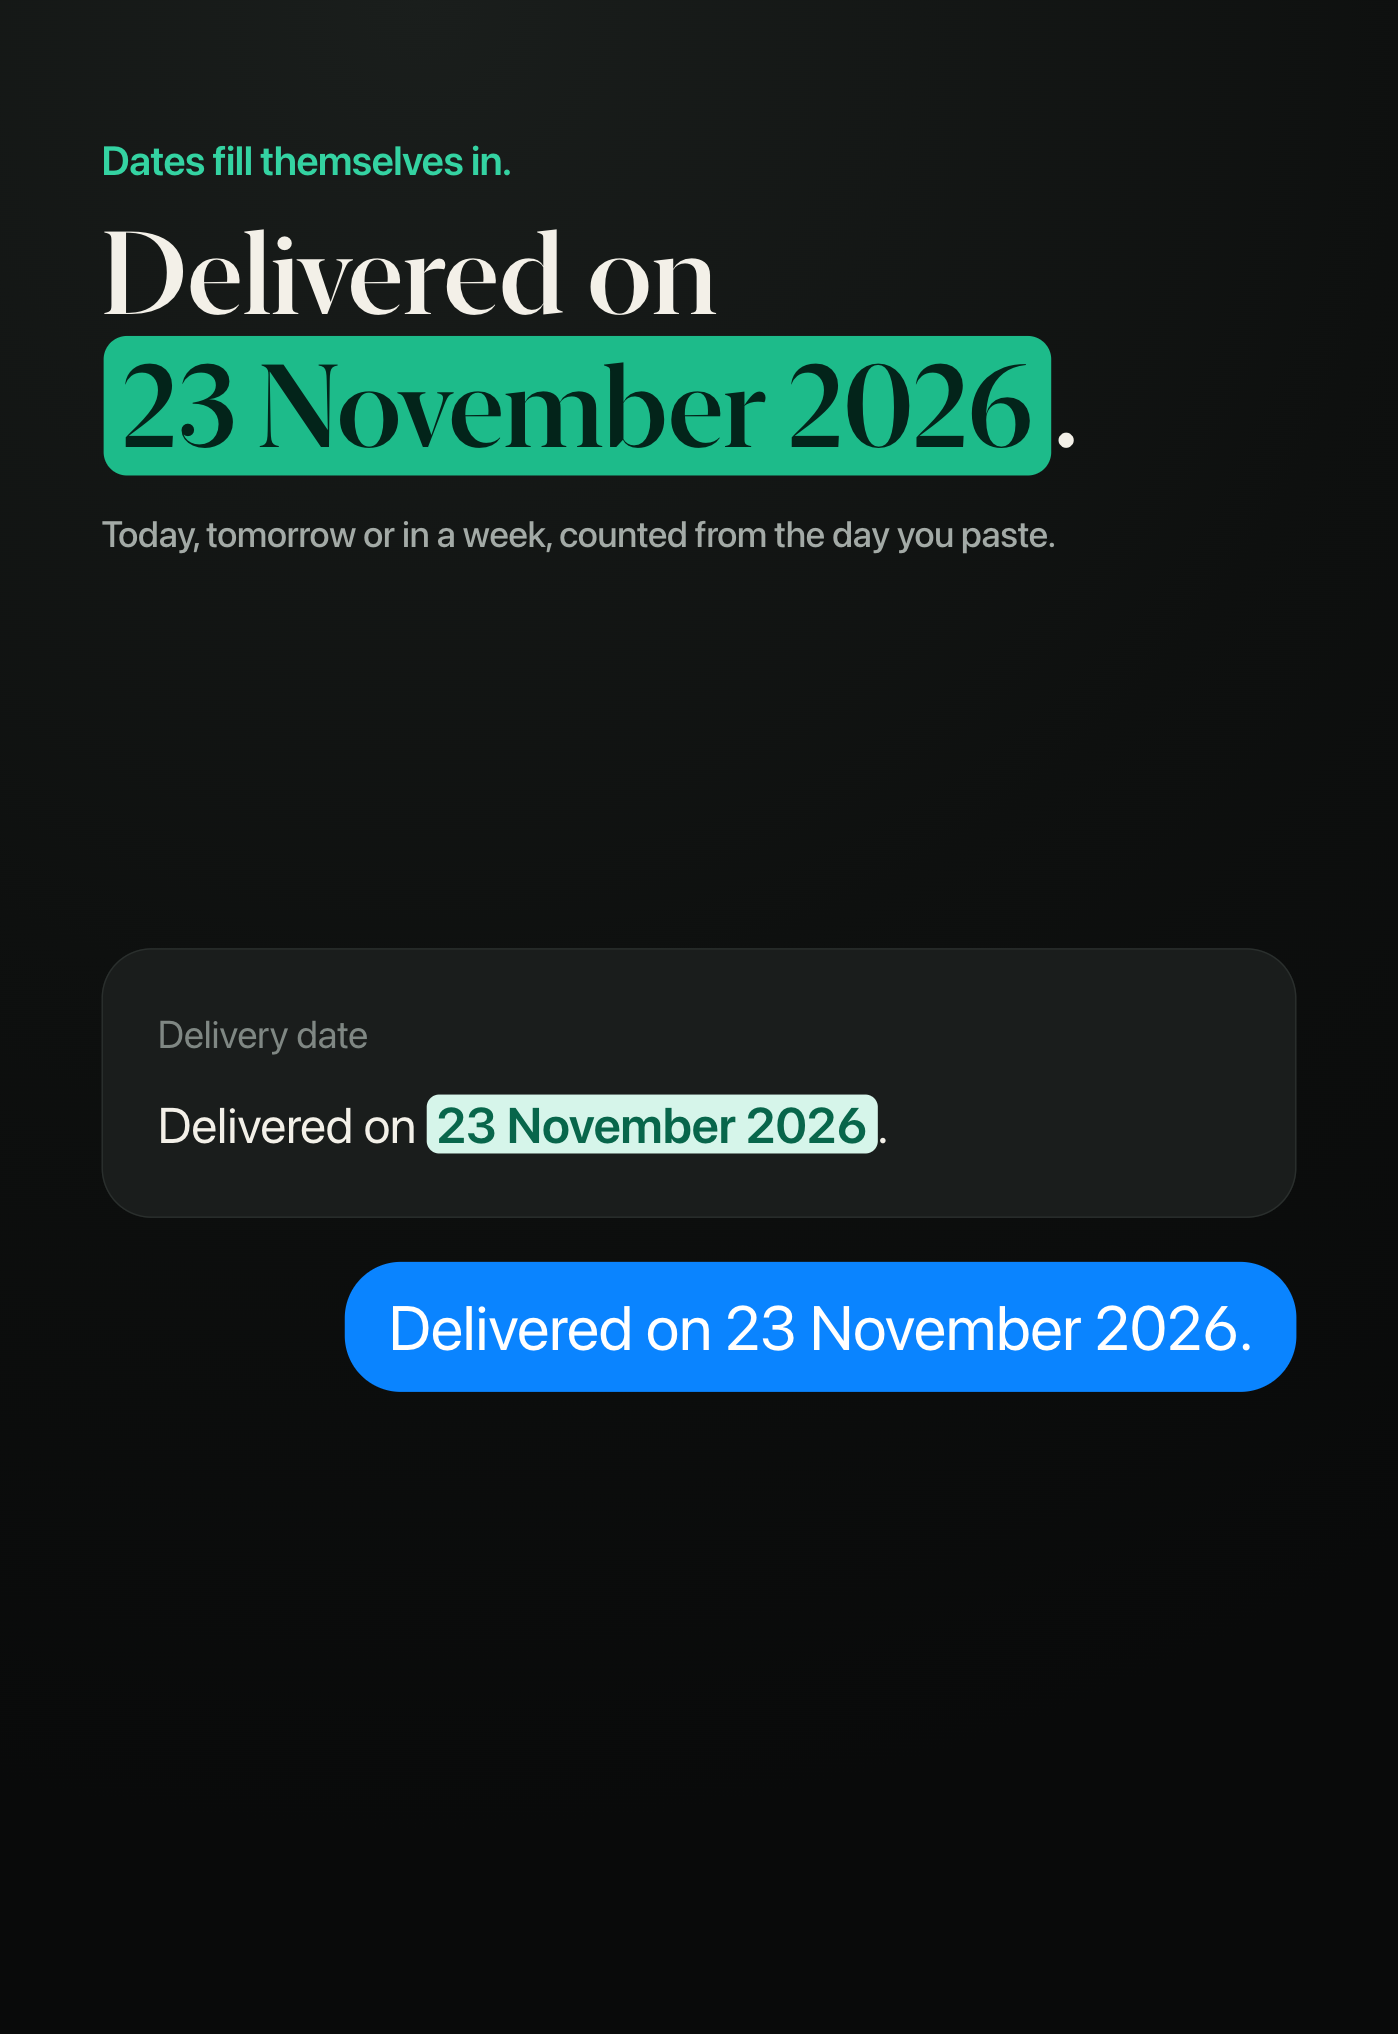 Dates fill themselves in.
Delivered on
23 November 2026.
Today, tomorrow or in a week, counted from the day you paste.
Delivery date
Delivered on 23 November 2026.
Delivered on 23 November 2026.